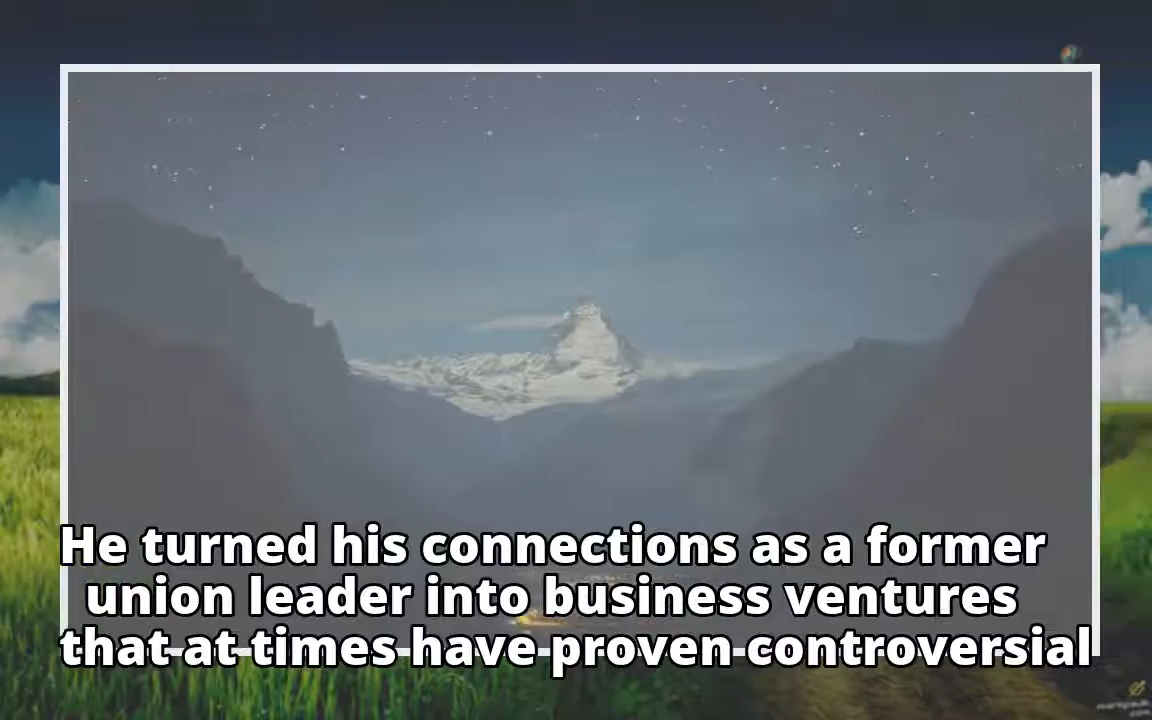 He turned his connections as a former
union leader into business ventures
that at times have proven controversial